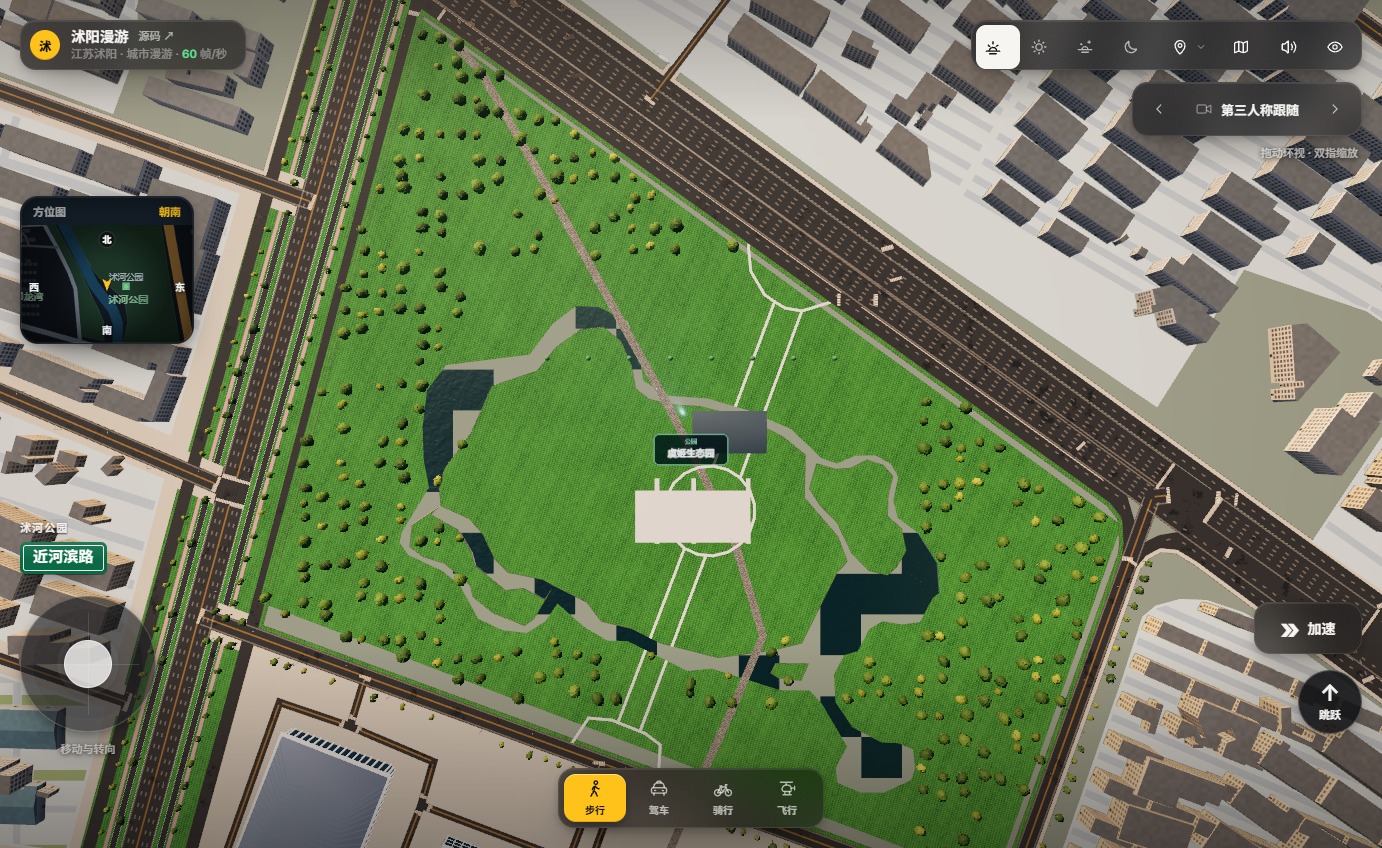 沭
沭阳漫游 源码 ↗
江苏沭阳 · 城市漫游 · 60 帧/秒
第三人称跟随
拖动环视 · 双指缩放
方位图 朝南
北
沭河公园
西
东
沭河公园
南
公园
虞姬生态园
沭河公园
近河滨路
移动与转向
加速
跳跃
步行
驾车
骑行
飞行